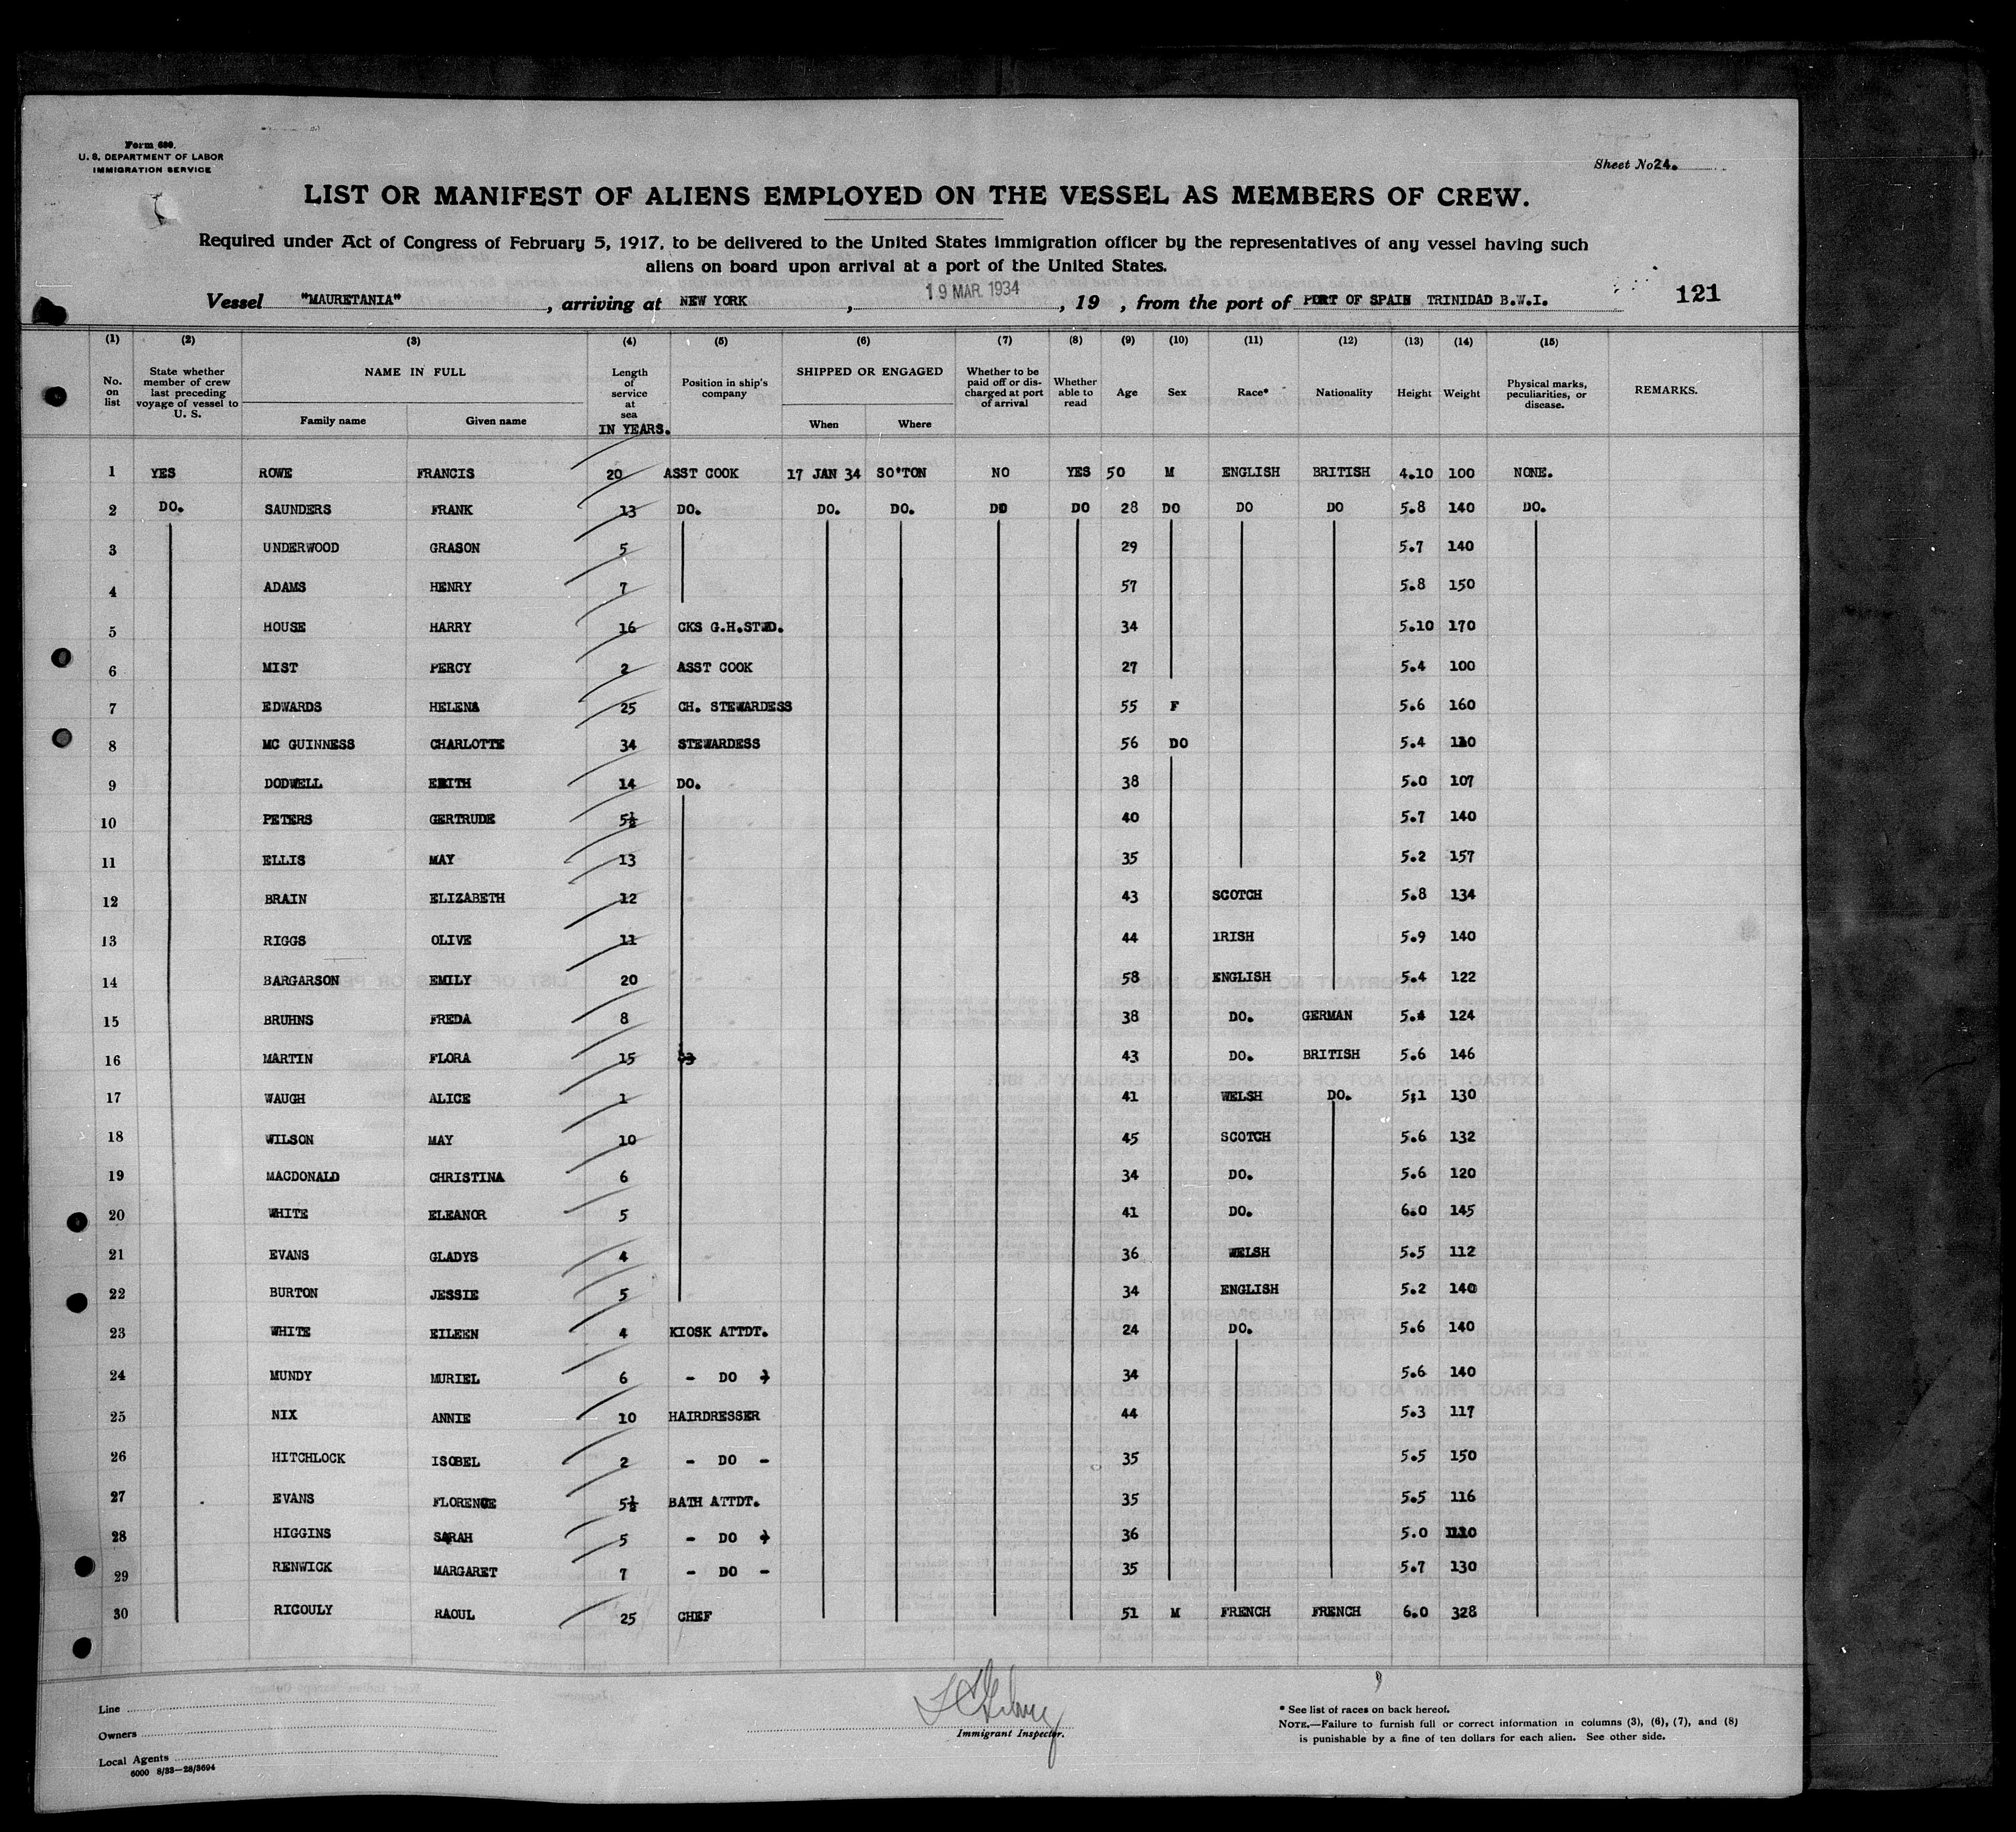 Form 680.
U. S. DEPARTMENT OF LABOR
IMMIGRATION SERVICE
Sheet No 24.
LIST OR MANIFEST OF ALIENS EMPLOYED ON THE VESSEL AS MEMBERS OF CREW.
Required under Act of Congress of February 5, 1917, to be delivered to the United States immigration officer by the representatives of any vessel having such
aliens on board upon arrival at a port of the United States.
Vessel "MAURETANIA", arriving at NEW YORK, 19 MAR. 1934, 19 , from the port of PORT OF SPAIN TRINIDAD B.W.I. 121
(1) (2) (3) (4) (5) (6) (7) (8) (9) (10) (11) (12) (13) (14) (15)
No. on list State whether member of crew last preceding voyage of vessel to U. S. NAME IN FULL Family name Given name Length of service at sea IN YEARS. Position in ship's company SHIPPED OR ENGAGED When Where Whether to be paid off or discharged at port of arrival Whether able to read Age Sex Race* Nationality Height Weight Physical marks, peculiarities, or disease. REMARKS.
1 YES ROWE FRANCIS 20 ASST COOK 17 JAN 34 SO'TON NO YES 50 M ENGLISH BRITISH 4.10 100 NONE.
2 DO. SAUNDERS FRANK 13 DO. DO. DO. DO DO 28 DO DO DO 5.8 140 DO.
3 UNDERWOOD GRASON 5 29 5.7 140
4 ADAMS HENRY 7 57 5.8 150
5 HOUSE HARRY 16 CKS G.H.STWD. 34 5.10 170
6 MIST PERCY 2 ASST COOK 27 5.4 100
7 EDWARDS HELENA 25 CH. STEWARDESS 55 F 5.6 160
8 MC GUINNESS CHARLOTTE 34 STEWARDESS 56 DO 5.4
9 DODWELL 14 DO. 38 5.0 107
10 PETERS GERTRUDE 5½ 40 5.7 140
11 ELLIS MAY 13 35 5.2 157
12 BRAIN ELIZABETH 12 43 SCOTCH 5.8 134
13 RIGGS OLIVE 11 44 IRISH 5.9 140
14 BARGARSON EMILY 20 58 ENGLISH 5.4 122
15 BRUHNS FREDA 8 38 DO. GERMAN 5.4 124
16 MARTIN FLORA 15 43 DO. BRITISH 5.6 146
17 WAUGH ALICE 1 41 WELSH DO. 5;1 130
18 WILSON MAY 10 45 SCOTCH 5.6 132
19 MACDONALD CHRISTINA 6 34 DO. 5.6 120
20 WHITE ELEANOR 5 41 DO. 6.0 145
21 EVANS GLADYS 4 36 WELSH 5.5 112
22 BURTON JESSIE 5 34 ENGLISH 5.2 140
23 WHITE EILEEN 4 KIOSK ATTDT. 24 DO. 5.6 140
24 MUNDY MURIEL 6 - DO - 34 5.6 140
25 NIX ANNIE 10 HAIRDRESSER 44 5.3 117
26 HITCHLOCK ISOBEL 2 - DO - 35 5.5 150
27 EVANS FLORENCE 5½ BATH ATTDT. 35 5.5 116
28 HIGGINS SARAH 5 - DO - 36 5.0
29 RENWICK MARGARET 7 - DO - 35 5.7 130
30 RICOULY RAOUL 25 CHEF 51 M FRENCH FRENCH 6.0 328
Line
Owners
Local Agents
6000 8/33—28/3694
Immigrant Inspector.
* See list of races on back hereof.
NOTE.—Failure to furnish full or correct information in columns (3), (6), (7), and (8)
is punishable by a fine of ten dollars for each alien. See other side.